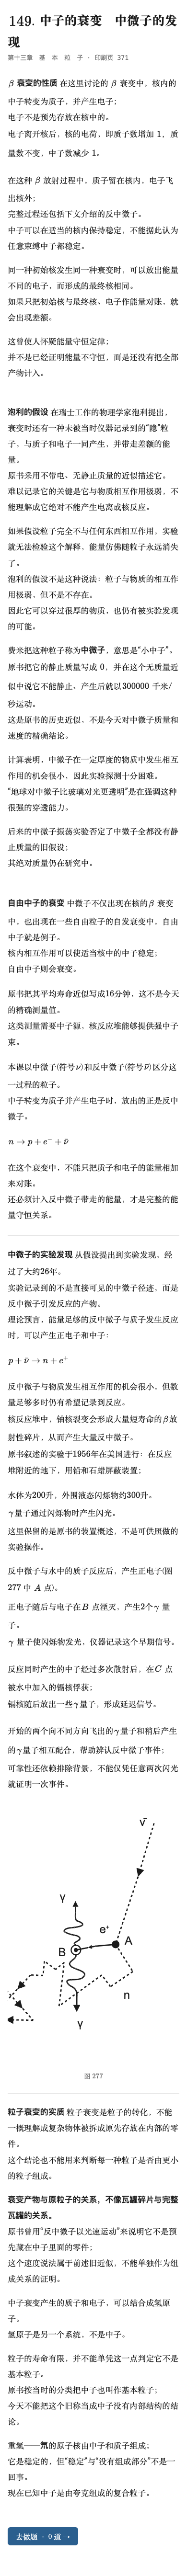 149. 中子的衰变　中微子的发现
第十三章 基 本 粒 子 · 印刷页 371
β 衰变的性质 在这里讨论的 β 衰变中，核内的中子转变为质子，并产生电子；
电子不是预先存放在核中的。
电子离开核后，核的电荷，即质子数增加 1，质量数不变，中子数减少 1。
在这种 β 放射过程中，质子留在核内，电子飞出核外；
完整过程还包括下文介绍的反中微子。
中子可以在适当的核内保持稳定，不能据此认为任意束缚中子都稳定。
同一种初始核发生同一种衰变时，可以放出能量不同的电子，而形成的最终核相同。
如果只把初始核与最终核、电子作能量对账，就会出现差额。
这曾使人怀疑能量守恒定律；
并不是已经证明能量不守恒，而是还没有把全部产物计入。
泡利的假设 在瑞士工作的物理学家泡利提出，衰变时还有一种未被当时仪器记录到的“隐”粒子，与质子和电子一同产生，并带走差额的能量。
原书采用不带电、无静止质量的近似描述它。
难以记录它的关键是它与物质相互作用极弱，不能理解成它绝对不能产生电离或核反应。
如果假设粒子完全不与任何东西相互作用，实验就无法检验这个解释，能量仿佛随粒子永远消失了。
泡利的假设不是这种说法：粒子与物质的相互作用极弱，但不是不存在。
因此它可以穿过很厚的物质，也仍有被实验发现的可能。
费米把这种粒子称为中微子，意思是“小中子”。
原书把它的静止质量写成 0，并在这个无质量近似中说它不能静止、产生后就以300000 千米/秒运动。
这是原书的历史近似，不是今天对中微子质量和速度的精确结论。
计算表明，中微子在一定厚度的物质中发生相互作用的机会很小，因此实验探测十分困难。
“地球对中微子比玻璃对光更透明”是在强调这种很强的穿透能力。
后来的中微子振荡实验否定了中微子全都没有静止质量的旧假设；
其绝对质量仍在研究中。
自由中子的衰变 中微子不仅出现在核的β 衰变中，也出现在一些自由粒子的自发衰变中，自由中子就是例子。
核内相互作用可以使适当核中的中子稳定；
自由中子则会衰变。
原书把其平均寿命近似写成16分钟，这不是今天的精确测量值。
这类测量需要中子源，核反应堆能够提供强中子束。
本课以中微子(符号ν)和反中微子(符号ν̄)区分这一过程的粒子。
中子转变为质子并产生电子时，放出的正是反中微子。
n → p + e⁻ + ν̄
在这个衰变中，不能只把质子和电子的能量相加来对账。
还必须计入反中微子带走的能量，才是完整的能量守恒关系。
中微子的实验发现 从假设提出到实验发现，经过了大约26年。
实验记录到的不是直接可见的中微子径迹，而是反中微子引发反应的产物。
理论预言，能量足够的反中微子与质子发生反应时，可以产生正电子和中子：
p + ν̄ → n + e⁺
反中微子与物质发生相互作用的机会很小，但数量足够多时仍有希望记录到反应。
核反应堆中，铀核裂变会形成大量短寿命的β放射性碎片，从而产生大量反中微子。
原书叙述的实验于1956年在美国进行：在反应堆附近的地下，用铅和石蜡屏蔽装置；
水体为200升，外围液态闪烁物约300升。
γ量子通过闪烁物时产生闪光。
这里保留的是原书的装置概述，不是可供照做的实验操作。
反中微子与水中的质子反应后，产生正电子(图 277 中 A 点)。
正电子随后与电子在B 点湮灭，产生2个γ 量子。
γ 量子使闪烁物发光，仪器记录这个早期信号。
反应同时产生的中子经过多次散射后，在C 点被水中加入的镉核俘获；
镉核随后放出一些γ量子，形成延迟信号。
开始的两个向不同方向飞出的γ量子和稍后产生的γ量子相互配合，帮助辨认反中微子事件；
可靠性还依赖排除背景，不能仅凭任意两次闪光就证明一次事件。
ν̄
γ
e⁺
A
B
n
γ
图 277
粒子衰变的实质 粒子衰变是粒子的转化，不能一概理解成复杂物体被拆成原先存放在内部的零件。
这个结论也不能用来判断每一种粒子是否由更小的粒子组成。
衰变产物与原粒子的关系，不像瓦罐碎片与完整瓦罐的关系。
原书曾用“反中微子以光速运动”来说明它不是预先藏在中子里面的零件；
这个速度说法属于前述旧近似，不能单独作为组成关系的证明。
中子衰变产生的质子和电子，可以结合成氢原子。
氢原子是另一个系统，不是中子。
粒子的寿命有限，并不能单凭这一点判定它不是基本粒子。
原书按当时的分类把中子也叫作基本粒子；
今天不能把这个旧称当成中子没有内部结构的结论。
重氢——氘的原子核由中子和质子组成；
它是稳定的，但“稳定”与“没有组成部分”不是一回事。
现在已知中子是由夸克组成的复合粒子。
去做题 · 0 道 →